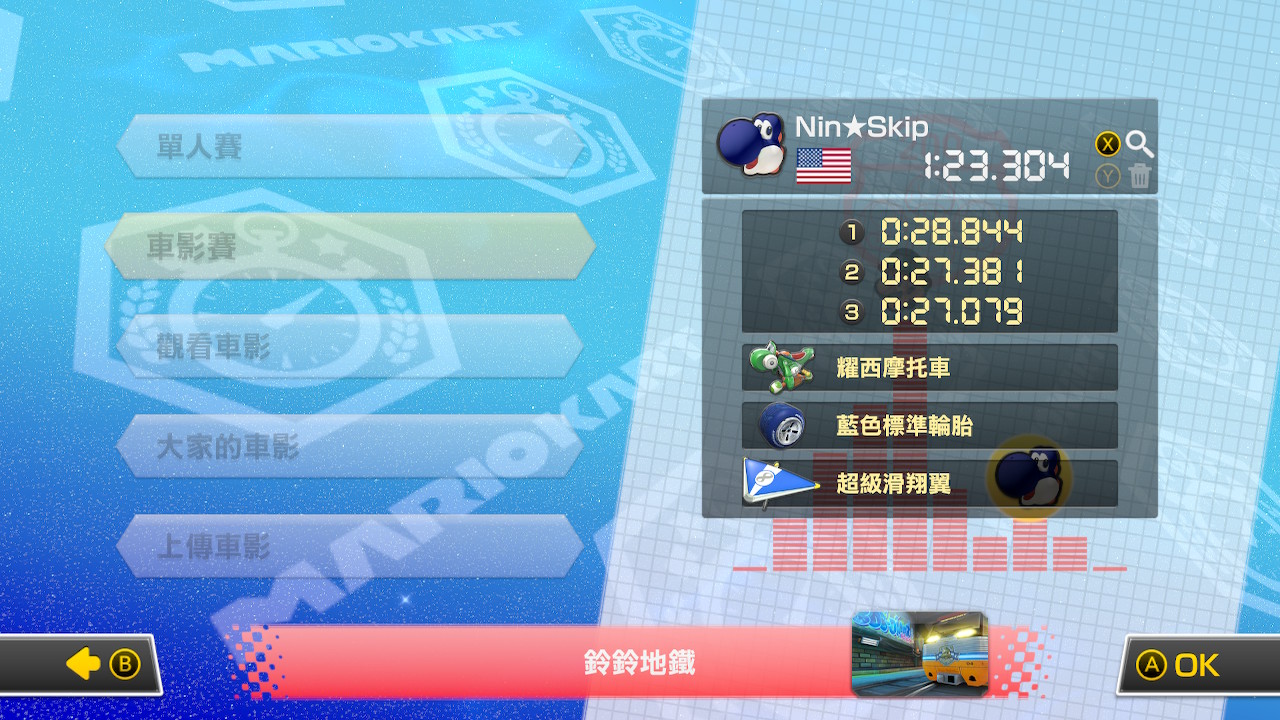 MARIOKART
單人賽
車影賽
觀看車影
大家的車影
上傳車影
MARIOKART
Nin★Skip
1:23.304
X
Y
1 0:28.844
2 0:27.381
3 0:27.079
耀西摩托車
藍色標準輪胎
超級滑翔翼
B
鈴鈴地鐵
A OK